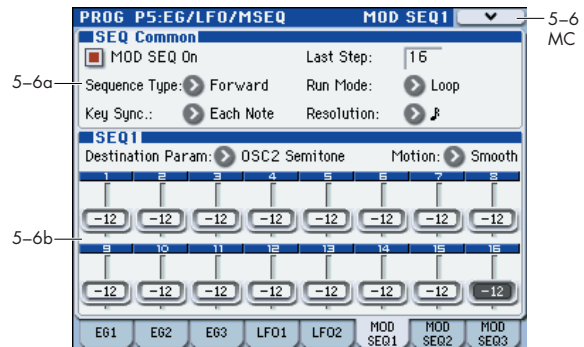 PROG P5:EG/LFO/MSEQ MOD SEQ1
5–6
MC
SEQ Common
MOD SEQ On Last Step: 16
5–6a
Sequence Type: Forward Run Mode: Loop
Key Sync.: Each Note Resolution: ♪
SEQ1
Destination Param: OSC2 Semitone Motion: Smooth
1 2 3 4 5 6 7 8
-12 -12 -12 -12 -12 -12 -12 -12
5–6b
9 10 11 12 13 14 15 16
-12 -12 -12 -12 -12 -12 -12 -12
EG1 EG2 EG3 LFO1 LFO2 MOD SEQ1 MOD SEQ2 MOD SEQ3